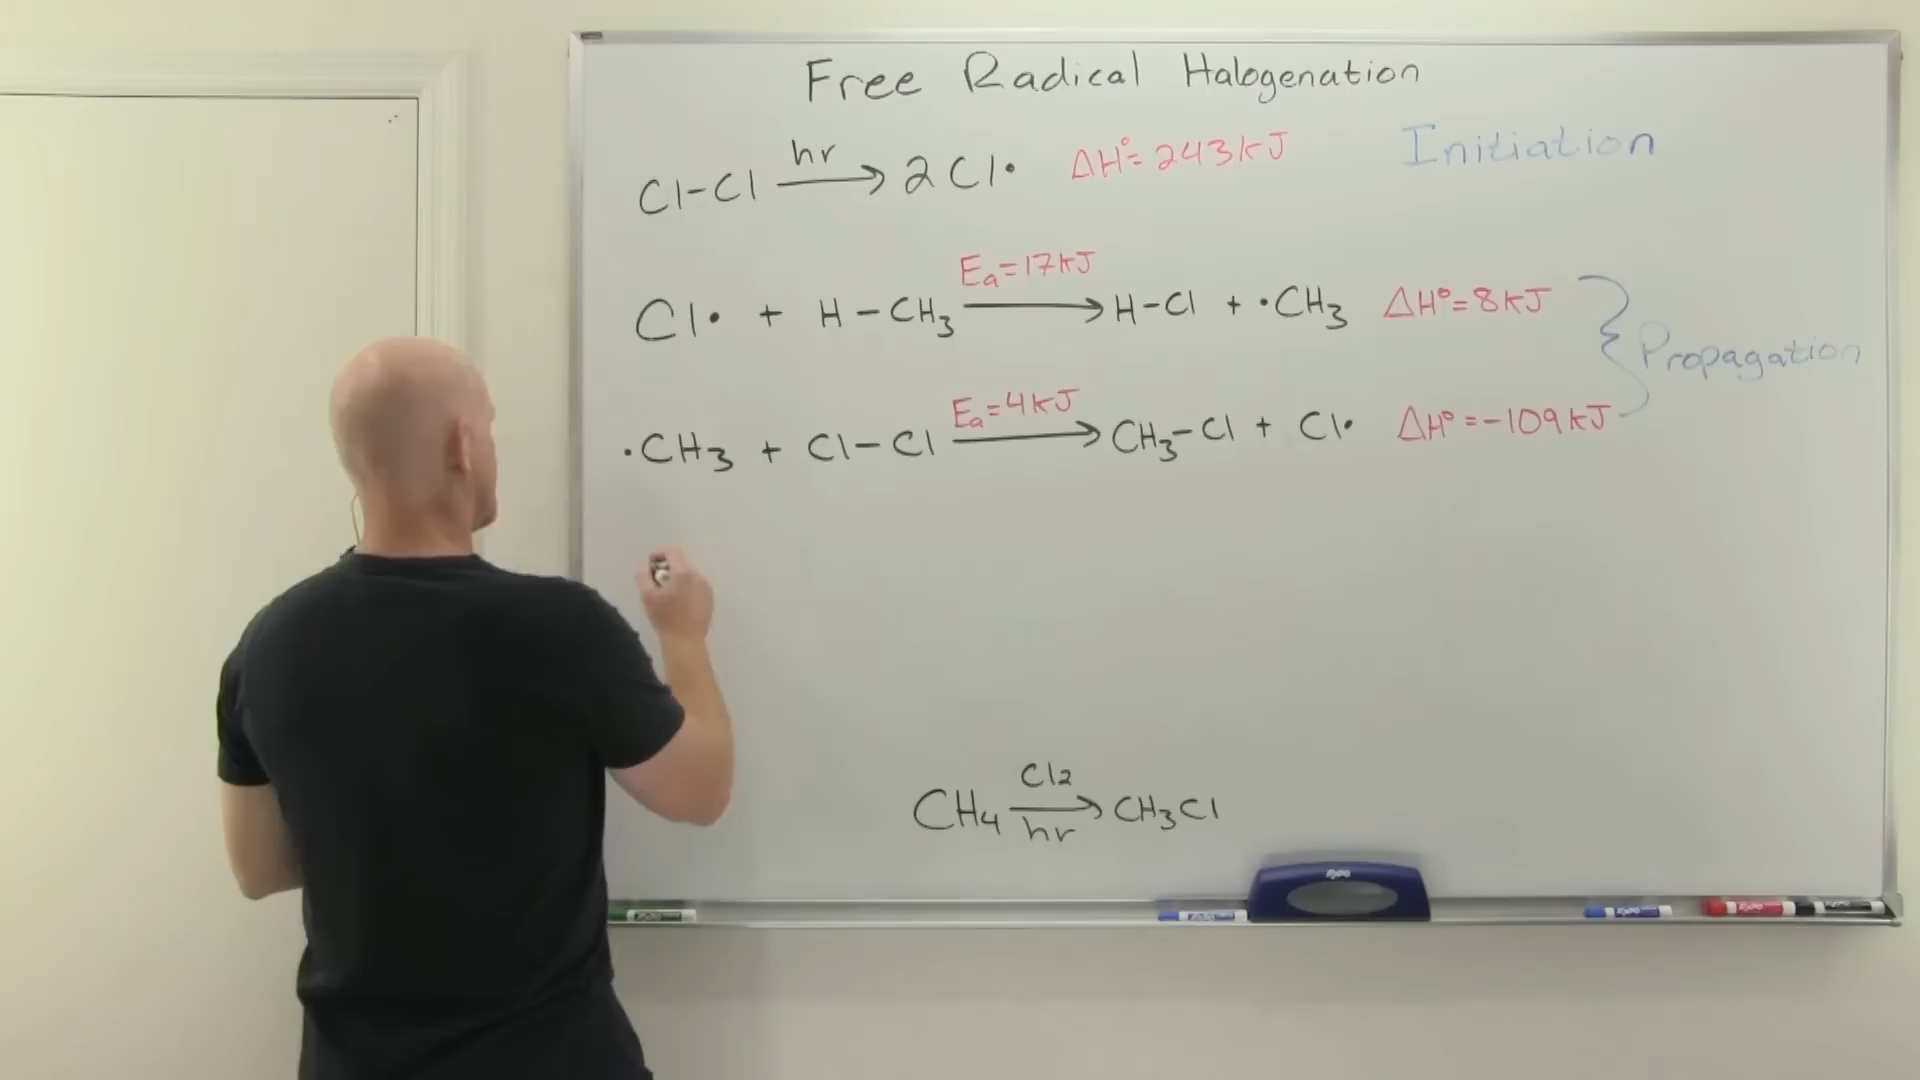 Free Radical Halogenation
Cl-Cl hν → 2Cl• ΔH°= 243kJ Initiation
Cl• + H-CH₃ Ea=17kJ → H-Cl + •CH₃ ΔH°=8kJ
Propagation
•CH₃ + Cl-Cl Ea=4kJ → CH₃-Cl + Cl• ΔH°=-109kJ
CH₄ Cl₂ hν → CH₃Cl
Expo